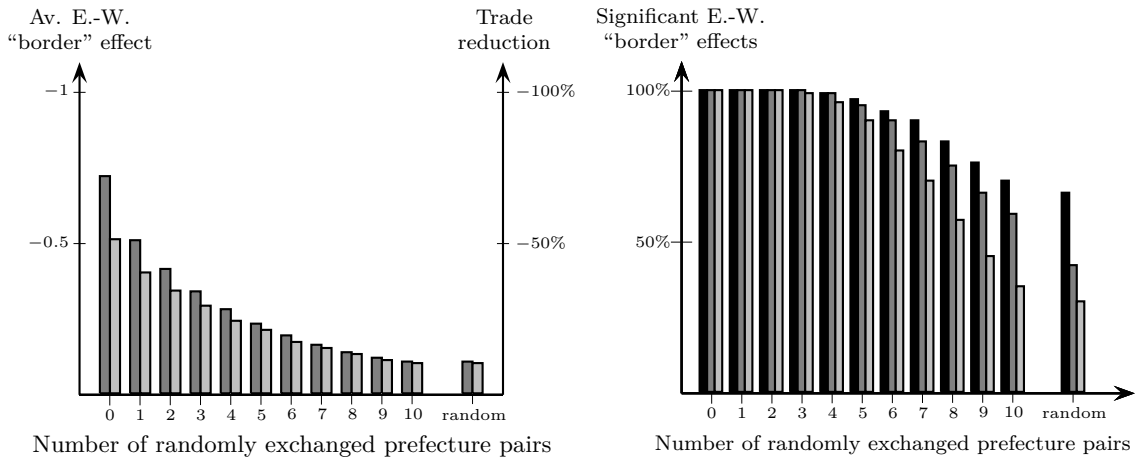 Av. E.-W.
“border” effect
Trade
reduction
−1
−100%
−0.5
−50%
0 1 2 3 4 5 6 7 8 9 10 random
Number of randomly exchanged prefecture pairs
Significant E.-W.
“border” effects
100%
50%
0 1 2 3 4 5 6 7 8 9 10 random
Number of randomly exchanged prefecture pairs